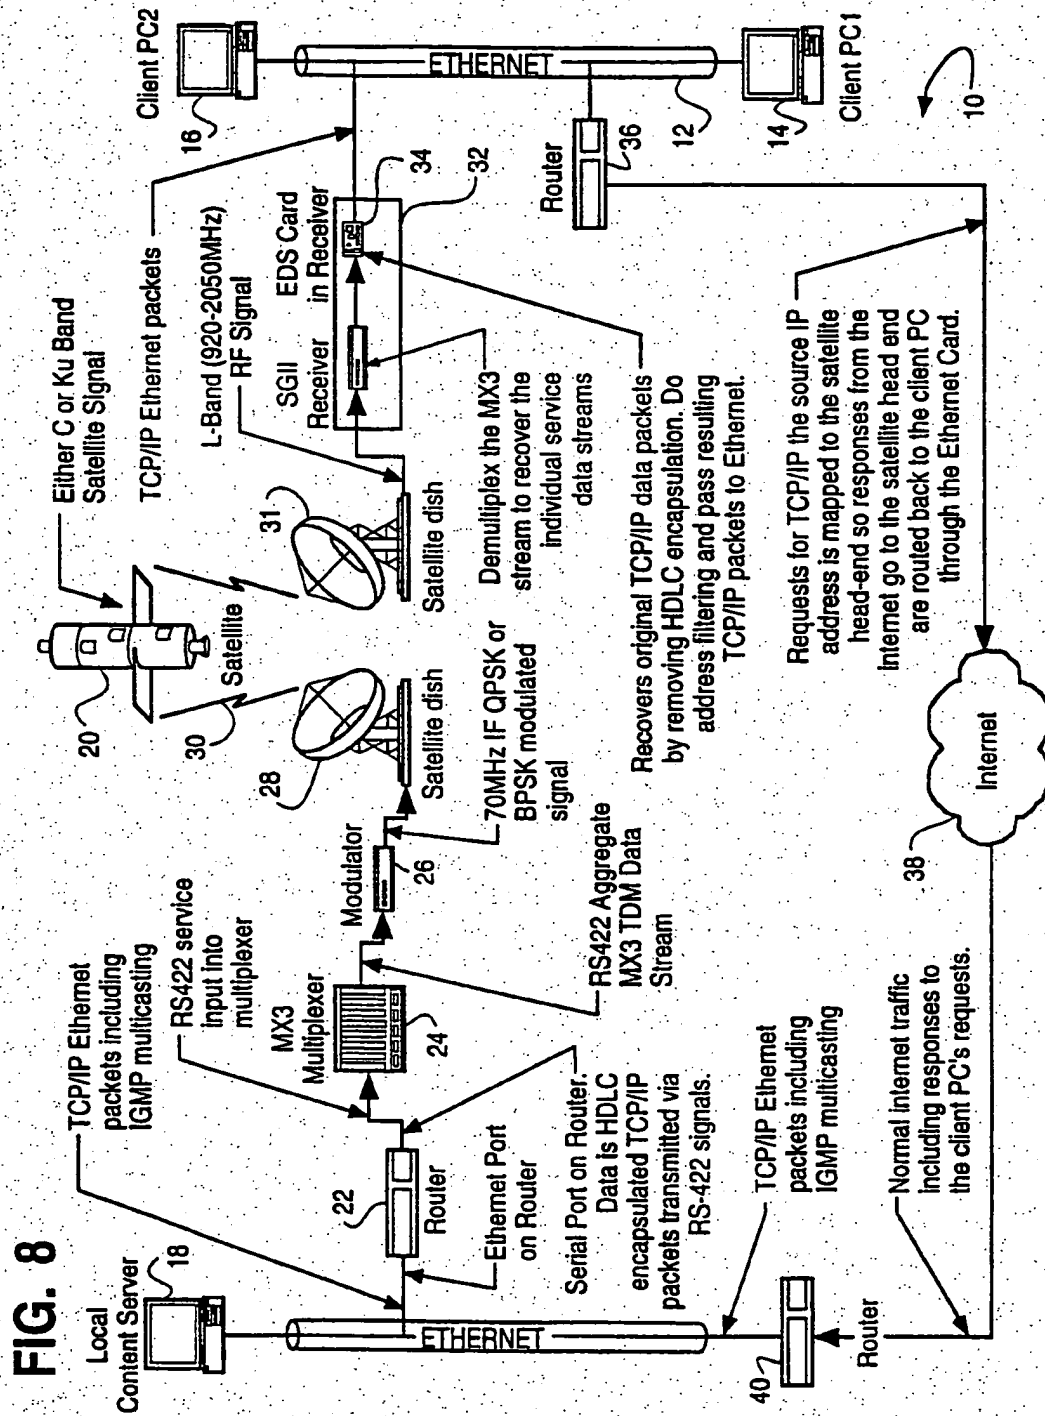 FIG. 8
Local
Content Server
18
TCP/IP Ethernet
packets including
IGMP multicasting
RS422 service
input into
multiplexer
Either C or Ku Band
Satellite Signal
TCP/IP Ethernet packets
L-Band (920-2050MHz)
RF Signal
Client PC2
16
20
Satellite
30
28
31
Satellite dish
Satellite dish
MX3
Multiplexer
24
Modulator
26
SGII
Receiver
EDS Card
in Receiver
34
32
22
Router
ETHERNET
ETHERNET
Ethernet Port
on Router
Serial Port on Router.
Data is HDLC
encapsulated TCP/IP
packets transmitted via
RS-422 signals.
RS422 Aggregate
MX3 TDM Data
Stream
70MHz IF QPSK or
BPSK modulated
signal
Demultiplex the MX3
stream to recover the
individual service
data streams
Recovers original TCP/IP data packets
by removing HDLC encapsulation. Do
address filtering and pass resulting
TCP/IP packets to Ethernet.
Router
36
12
14
Client PC1
10
TCP/IP Ethernet
packets including
IGMP multicasting
40
Router
Normal internet traffic
including responses to
the client PC's requests.
38
Internet
Requests for TCP/IP the source IP
address is mapped to the satellite
head-end so responses from the
Internet go to the satellite head end
are routed back to the client PC
through the Ethernet Card.